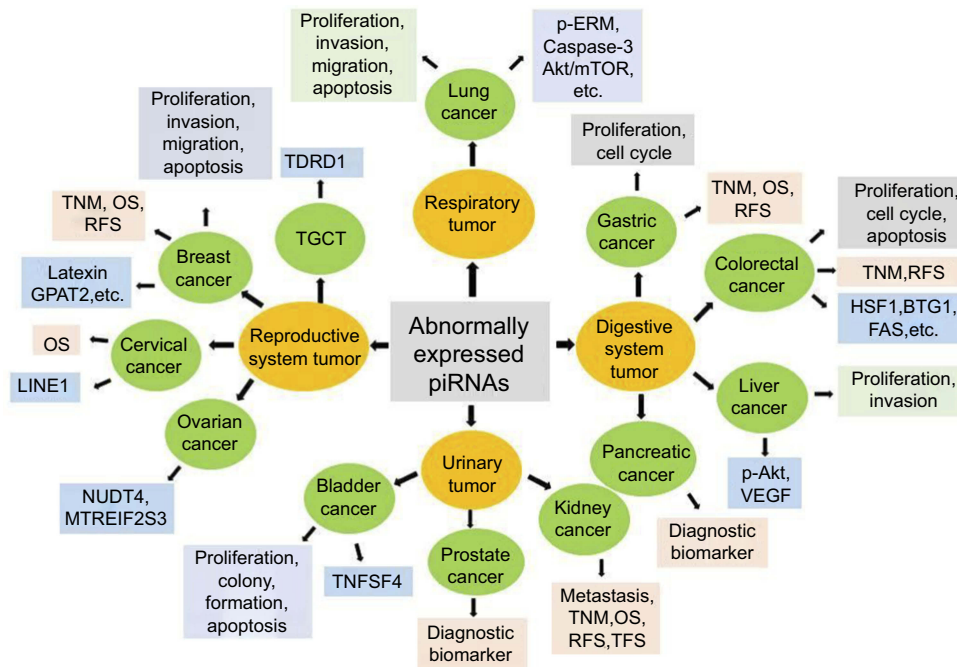 Proliferation,
invasion,
migration,
apoptosis
p-ERM,
Caspase-3
Akt/mTOR,
etc.
Lung
cancer
Respiratory
tumor
Proliferation,
invasion,
migration,
apoptosis
TDRD1
TGCT
TNM, OS,
RFS
Breast
cancer
Latexin
GPAT2,etc.
Reproductive
system tumor
OS
Cervical
cancer
LINE1
Ovarian
cancer
NUDT4,
MTREIF2S3
Abnormally
expressed
piRNAs
Proliferation,
cell cycle
TNM, OS,
RFS
Gastric
cancer
Proliferation,
cell cycle,
apoptosis
Colorectal
cancer
TNM,RFS
HSF1,BTG1,
FAS,etc.
Digestive
system
tumor
Liver
cancer
Proliferation,
invasion
p-Akt,
VEGF
Pancreatic
cancer
Diagnostic
biomarker
Urinary
tumor
Bladder
cancer
Proliferation,
colony,
formation,
apoptosis
TNFSF4
Prostate
cancer
Diagnostic
biomarker
Kidney
cancer
Metastasis,
TNM,OS,
RFS,TFS